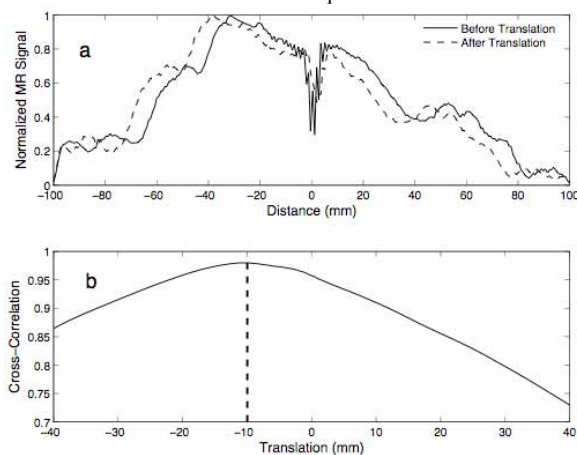 a
Before Translation
After Translation
Normalized MR Signal
1
0.8
0.6
0.4
0.2
0
−100 −80 −60 −40 −20 0 20 40 60 80 100
Distance (mm)
b
Cross−Correlation
1
0.95
0.9
0.85
0.8
0.75
0.7
−40 −30 −20 −10 0 10 20 30 40
Translation (mm)